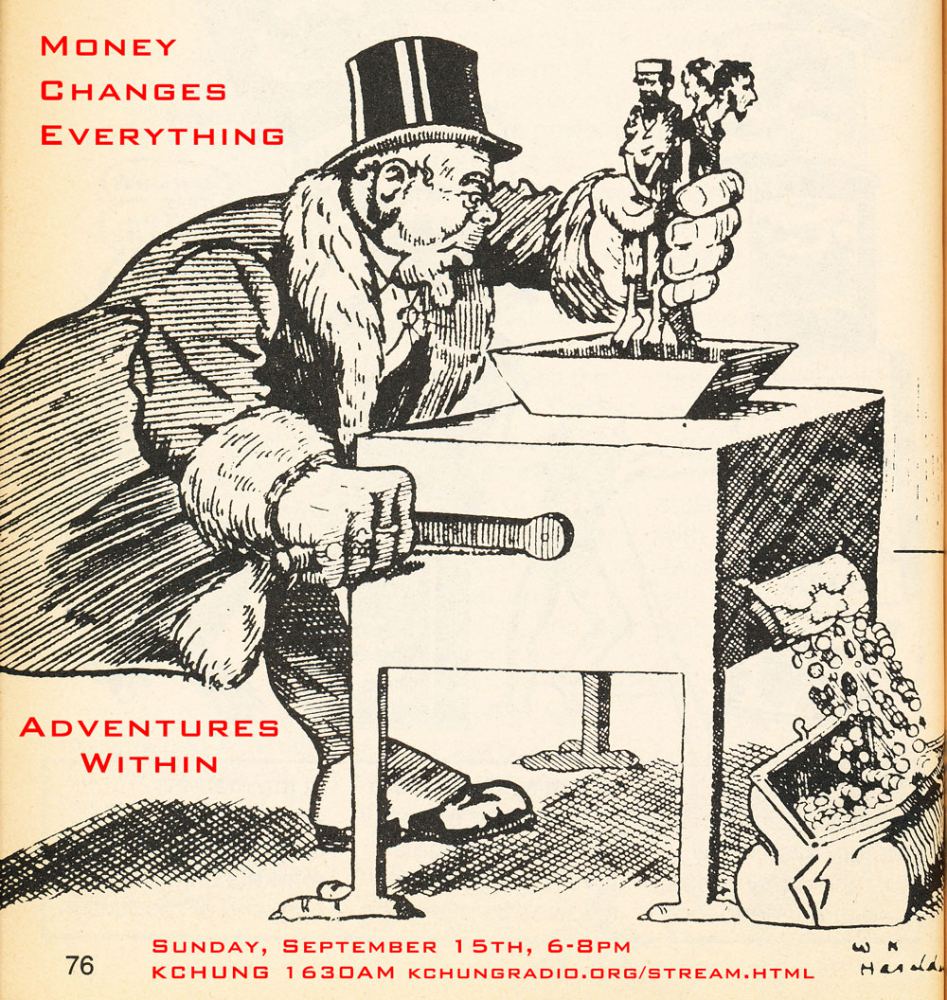 Money
Changes
Everything
Adventures
Within
Sunday, September 15th, 6-8pm
KCHUNG 1630AM kchungradio.org/stream.html
76
W K